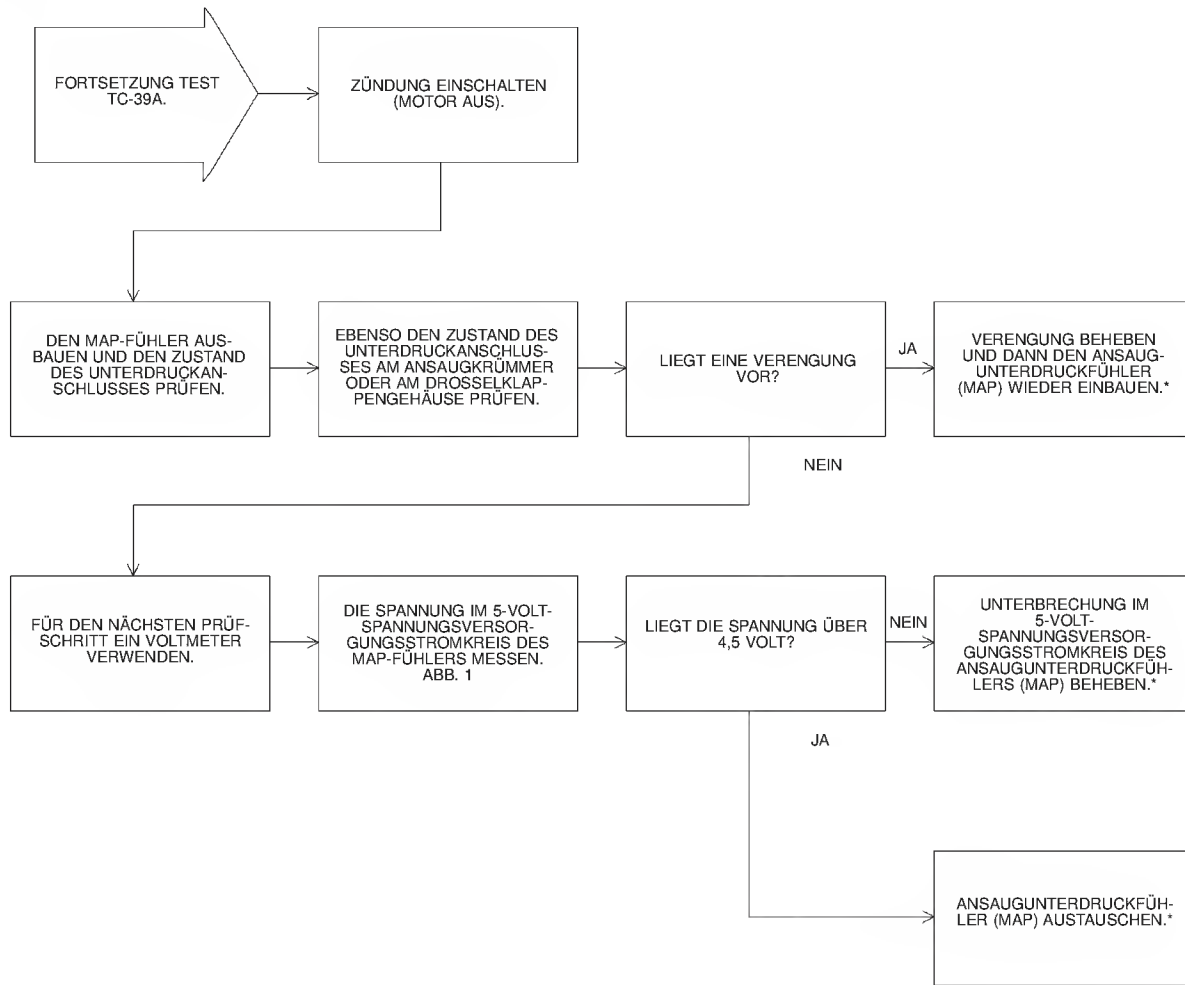 FORTSETZUNG TEST
TC-39A.
ZÜNDUNG EINSCHALTEN
(MOTOR AUS).
DEN MAP-FÜHLER AUS-
BAUEN UND DEN ZUSTAND
DES UNTERDRUCKAN-
SCHLUSSES PRÜFEN.
EBENSO DEN ZUSTAND DES
UNTERDRUCKANSCHLUS-
SES AM ANSAUGKRÜMMER
ODER AM DROSSELKLAP-
PENGEHÄUSE PRÜFEN.
LIEGT EINE VERENGUNG
VOR?
JA
VERENGUNG BEHEBEN
UND DANN DEN ANSAUG-
UNTERDRUCKFÜHLER
(MAP) WIEDER EINBAUEN.*
NEIN
FÜR DEN NÄCHSTEN PRÜF-
SCHRITT EIN VOLTMETER
VERWENDEN.
DIE SPANNUNG IM 5-VOLT-
SPANNUNGSVERSOR-
GUNGSSTROMKREIS DES
MAP-FÜHLERS MESSEN.
ABB. 1
LIEGT DIE SPANNUNG ÜBER
4,5 VOLT?
NEIN
UNTERBRECHUNG IM
5-VOLT-
SPANNUNGSVERSOR-
GUNGSSTROMKREIS DES
ANSAUGUNTERDRUCKFÜH-
LERS (MAP) BEHEBEN.*
JA
ANSAUGUNTERDRUCKFÜH-
LER (MAP) AUSTAUSCHEN.*